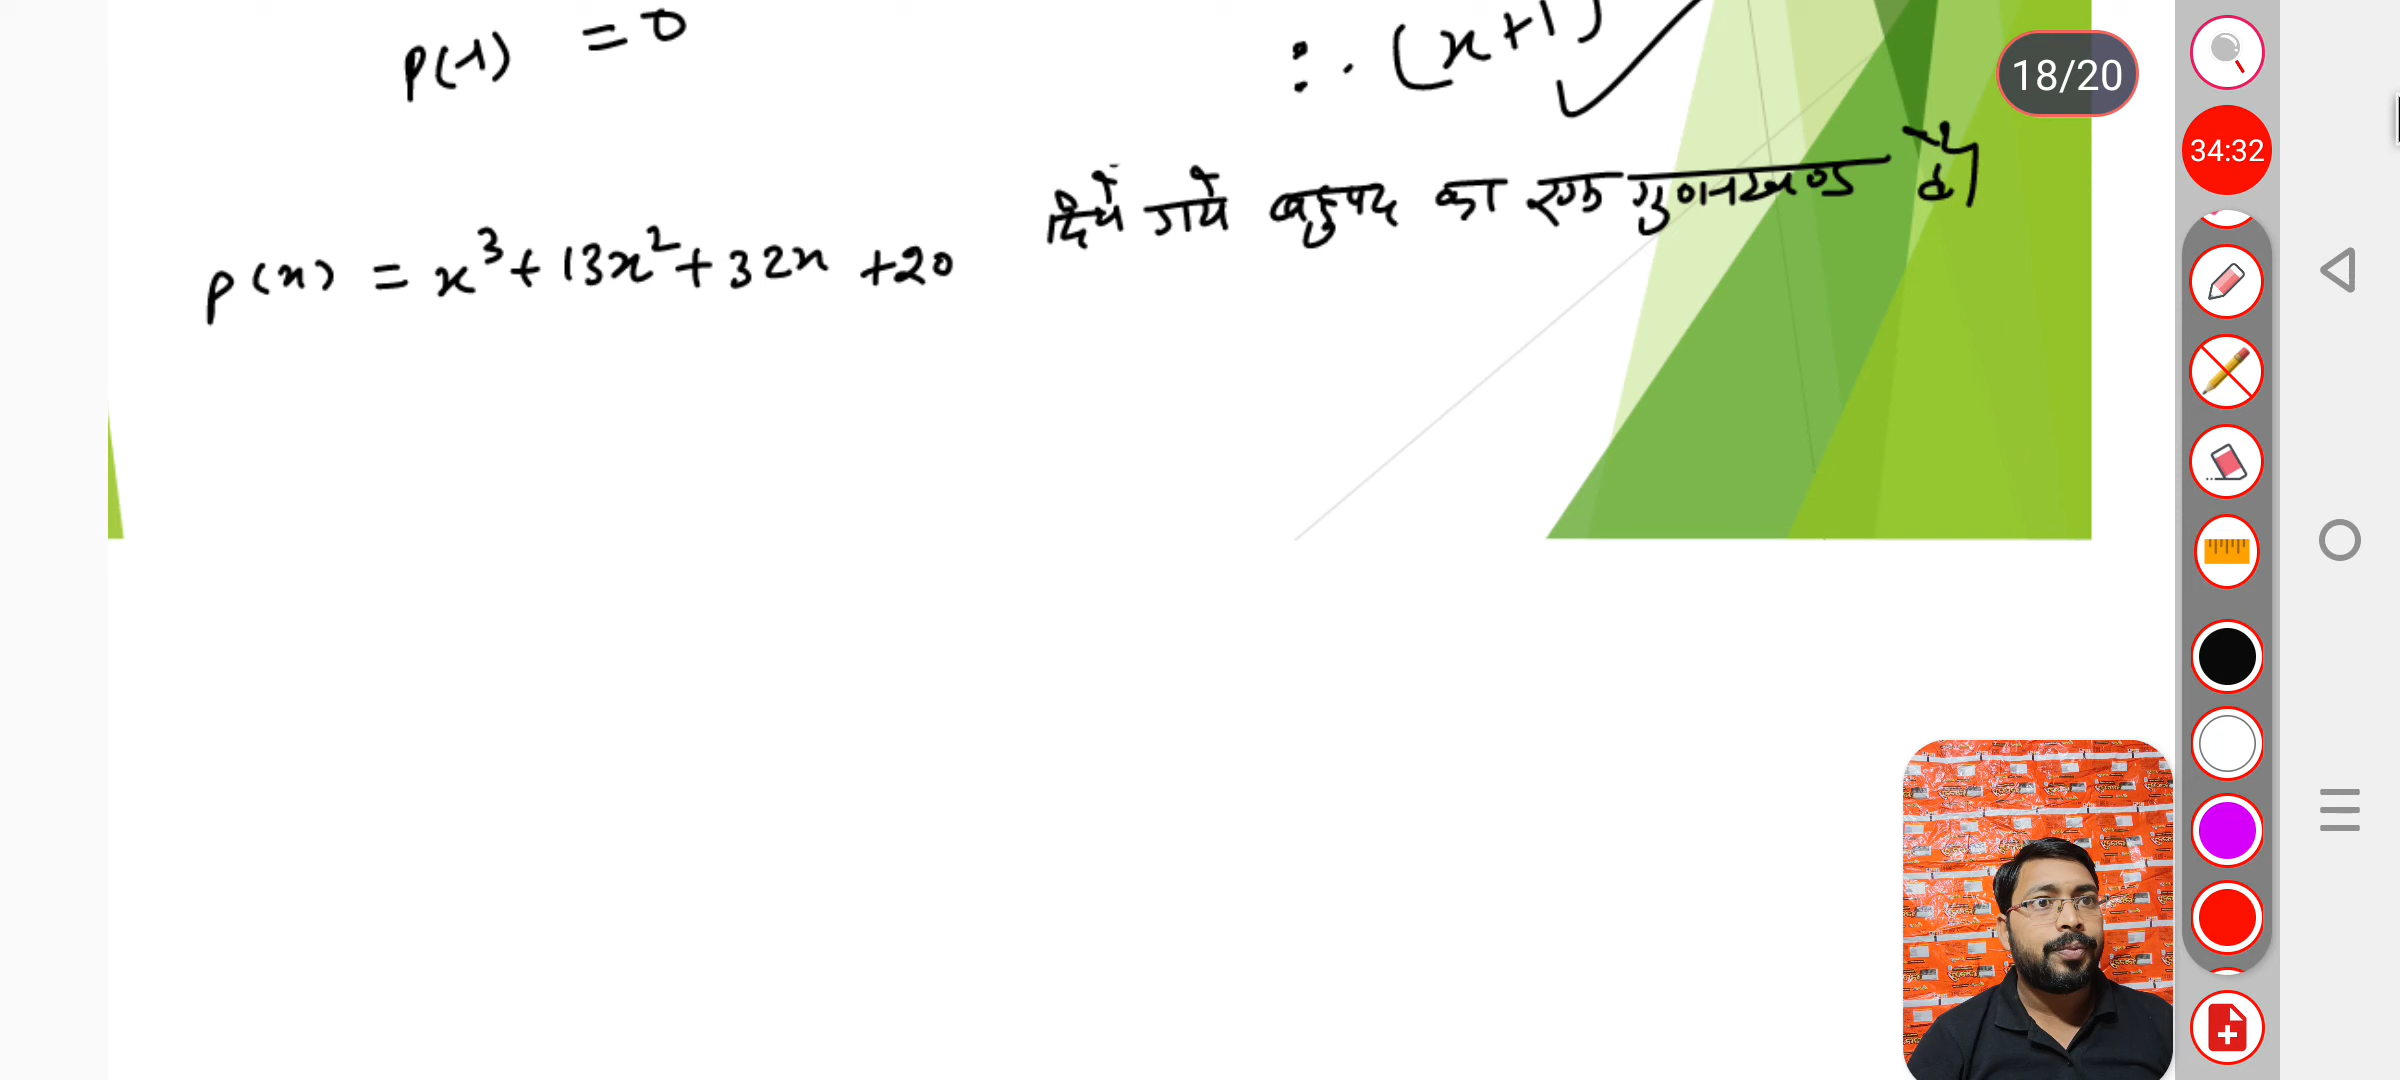 p(-1) = 0
∴ (x+1)
18/20
34:32
दिये गये बहुपद का एक गुणनखण्ड है।
p(x) = x³ + 13x² + 32x + 20